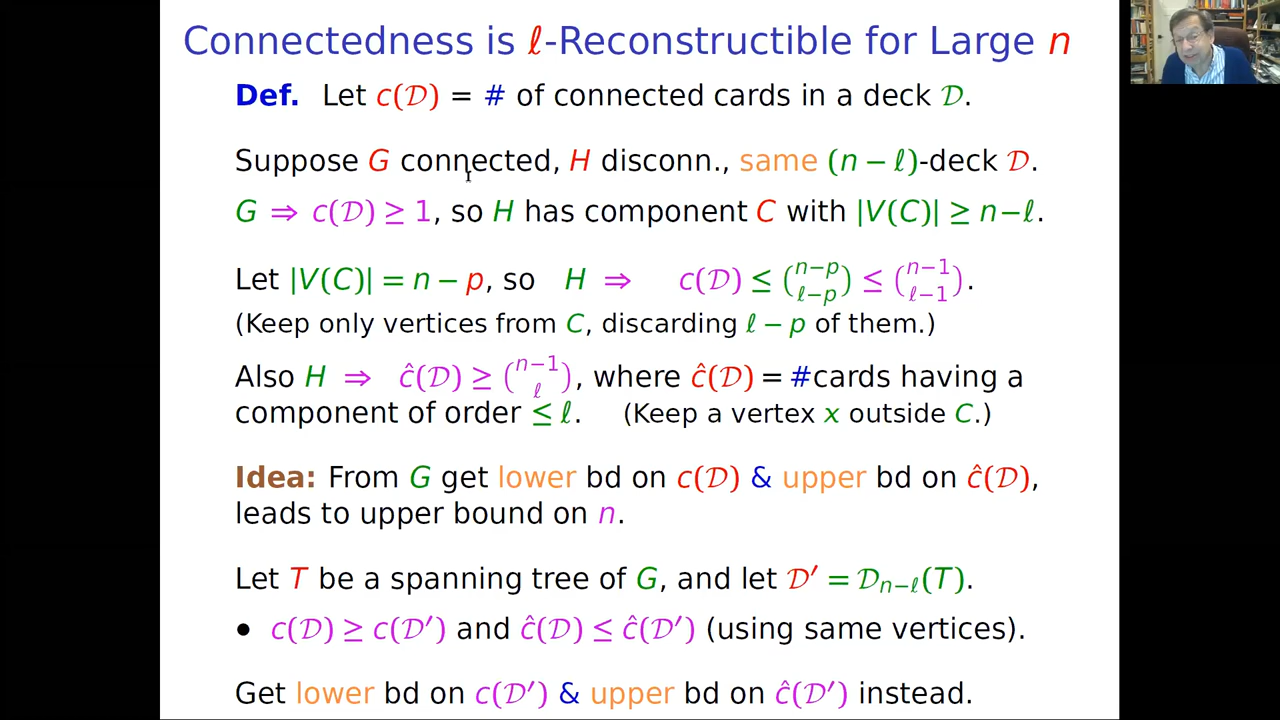 Connectedness is ℓ-Reconstructible for Large n
Def. Let c(𝒟) = # of connected cards in a deck 𝒟.
Suppose G connected, H disconn., same (n − ℓ)-deck 𝒟.
G ⇒ c(𝒟) ≥ 1, so H has component C with |V(C)| ≥ n−ℓ.
Let |V(C)| = n − p, so H ⇒ c(𝒟) ≤ (n−p ℓ−p) ≤ (n−1 ℓ−1).
(Keep only vertices from C, discarding ℓ − p of them.)
Also H ⇒ ĉ(𝒟) ≥ (n−1 ℓ), where ĉ(𝒟) = #cards having a
component of order ≤ ℓ. (Keep a vertex x outside C.)
Idea: From G get lower bd on c(𝒟) & upper bd on ĉ(𝒟),
leads to upper bound on n.
Let T be a spanning tree of G, and let 𝒟′ = 𝒟ₙ₋ℓ(T).
• c(𝒟) ≥ c(𝒟′) and ĉ(𝒟) ≤ ĉ(𝒟′) (using same vertices).
Get lower bd on c(𝒟′) & upper bd on ĉ(𝒟′) instead.